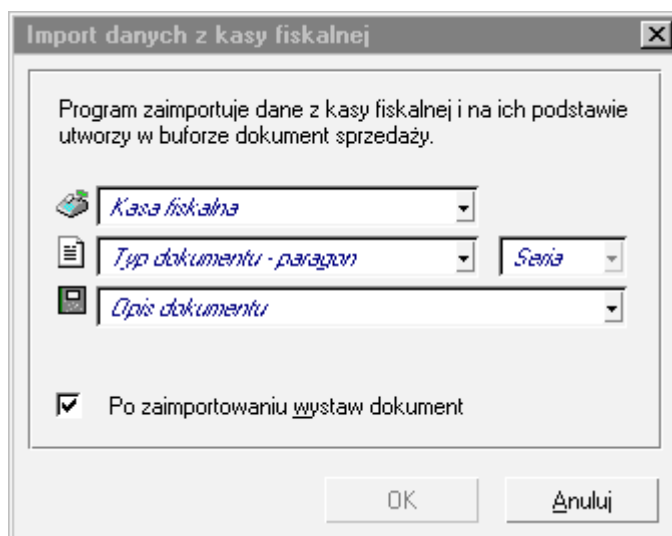 Import danych z kasy fiskalnej
Program zaimportuje dane z kasy fiskalnej i na ich podstawie
utworzy w buforze dokument sprzedaży.
Kasa fiskalna
Typ dokumentu - paragon Seria
Opis dokumentu
Po zaimportowaniu wystaw dokument
OK Anuluj